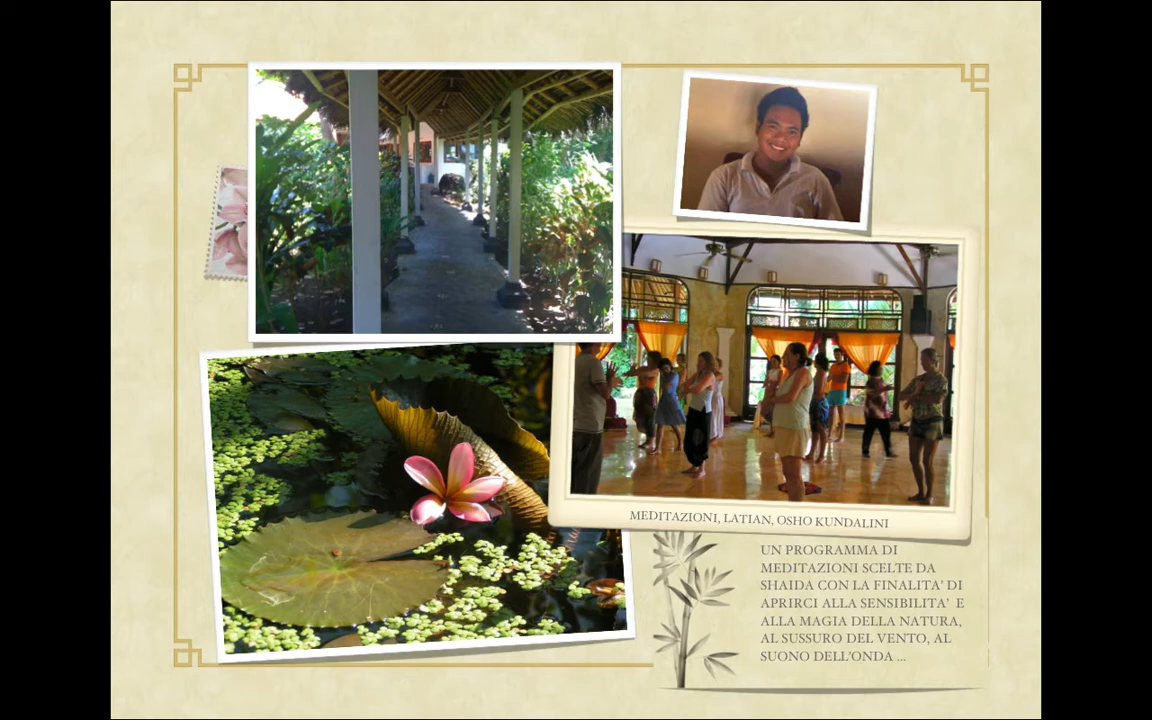 MEDITAZIONI, LATIAN, OSHO KUNDALINI
UN PROGRAMMA DI
MEDITAZIONI SCELTE DA
SHAIDA CON LA FINALITA' DI
APRIRCI ALLA SENSIBILITA' E
ALLA MAGIA DELLA NATURA,
AL SUSSURO DEL VENTO, AL
SUONO DELL'ONDA ...